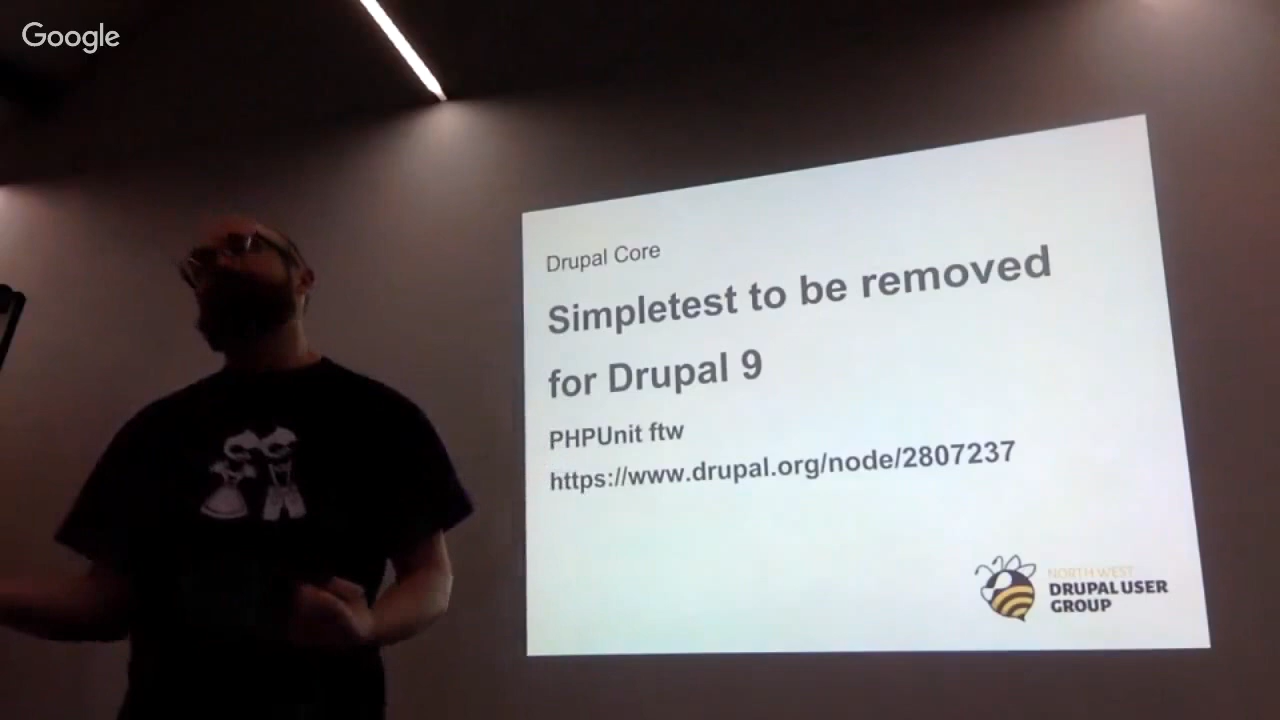 Google
Drupal Core
Simpletest to be removed
for Drupal 9
PHPUnit ftw
https://www.drupal.org/node/2807237
NORTH WEST
DRUPAL USER
GROUP